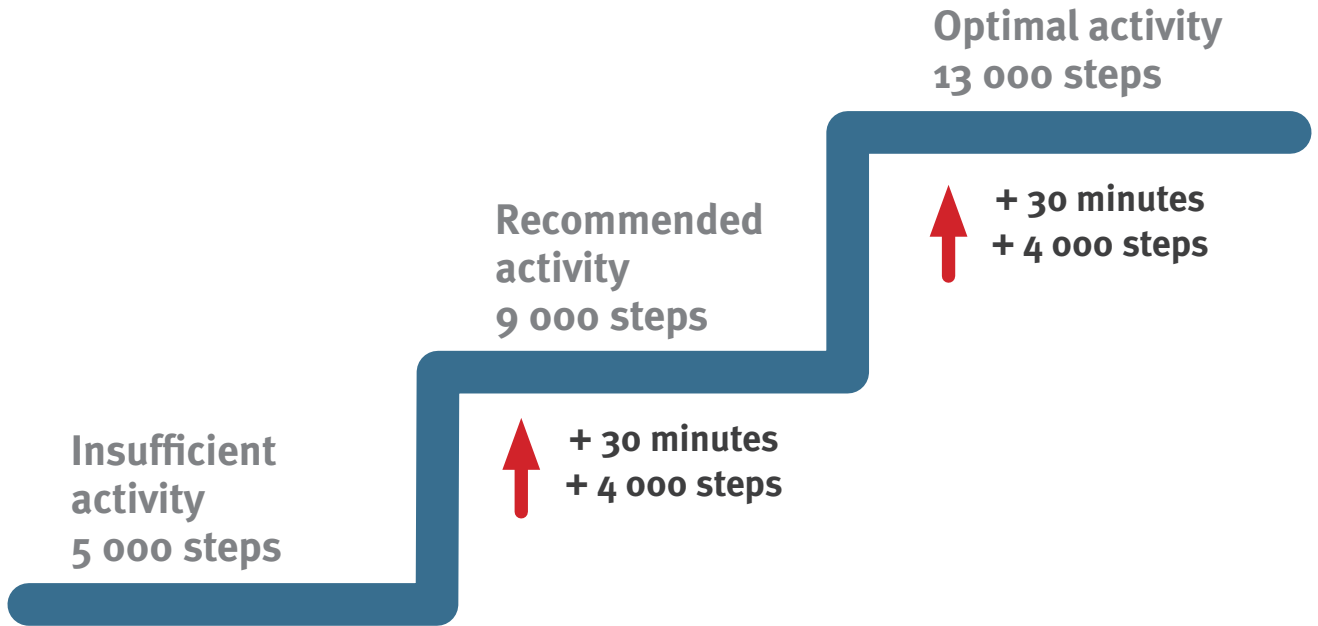 Optimal activity
13 000 steps
+ 30 minutes
+ 4 000 steps
Recommended
activity
9 000 steps
+ 30 minutes
+ 4 000 steps
Insufficient
activity
5 000 steps